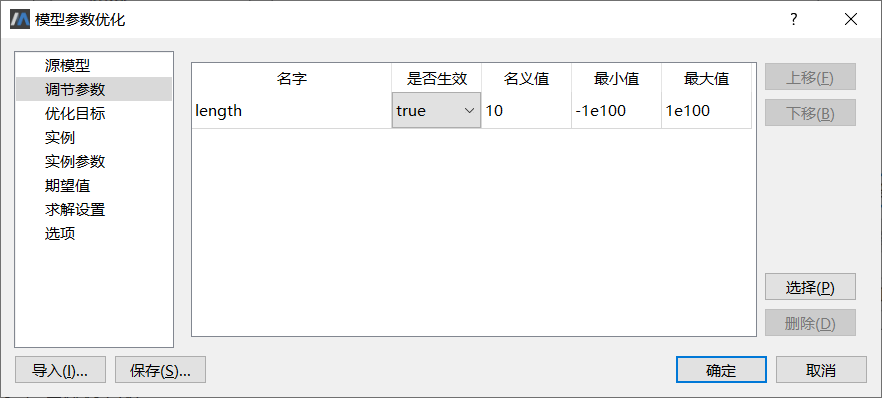 模型参数优化
?
源模型
调节参数
优化目标
实例
实例参数
期望值
求解设置
选项
名字 是否生效 名义值 最小值 最大值
length true 10 -1e100 1e100
上移(F)
下移(B)
选择(P)
删除(D)
导入(I)... 保存(S)... 确定 取消